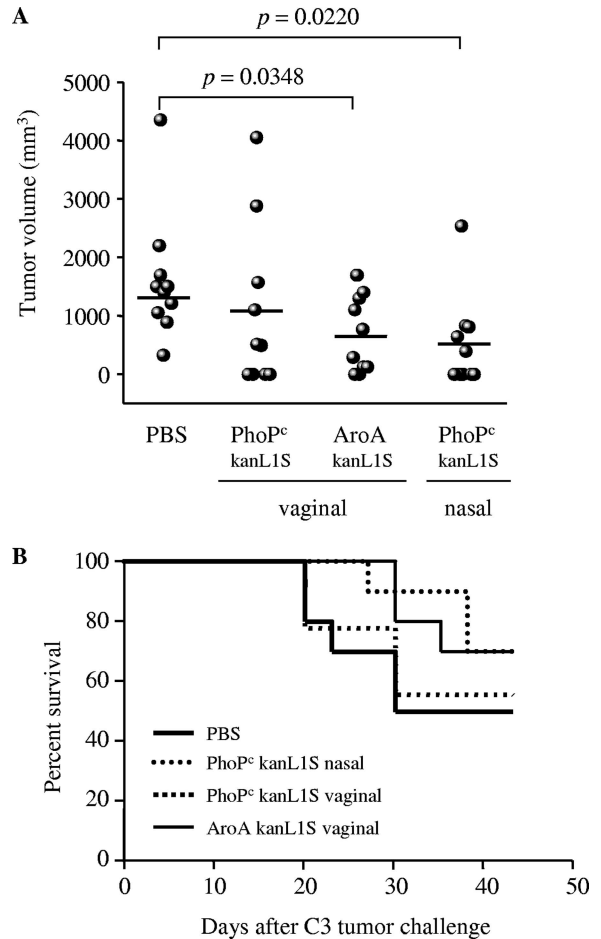 A
p = 0.0220
p = 0.0348
Tumor volume (mm³)
5000
4000
3000
2000
1000
0
PBS PhoPᶜ AroA PhoPᶜ
kanL1S kanL1S kanL1S
vaginal nasal
B
Percent survival
100
80
60
40
20
0
PBS
PhoPᶜ kanL1S nasal
PhoPᶜ kanL1S vaginal
AroA kanL1S vaginal
0 10 20 30 40 50
Days after C3 tumor challenge